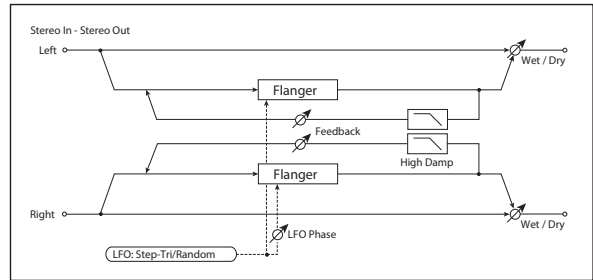 Stereo In - Stereo Out
Left
Wet / Dry
Flanger
Feedback
High Damp
Flanger
Right
LFO Phase
Wet / Dry
LFO: Step-Tri/Random